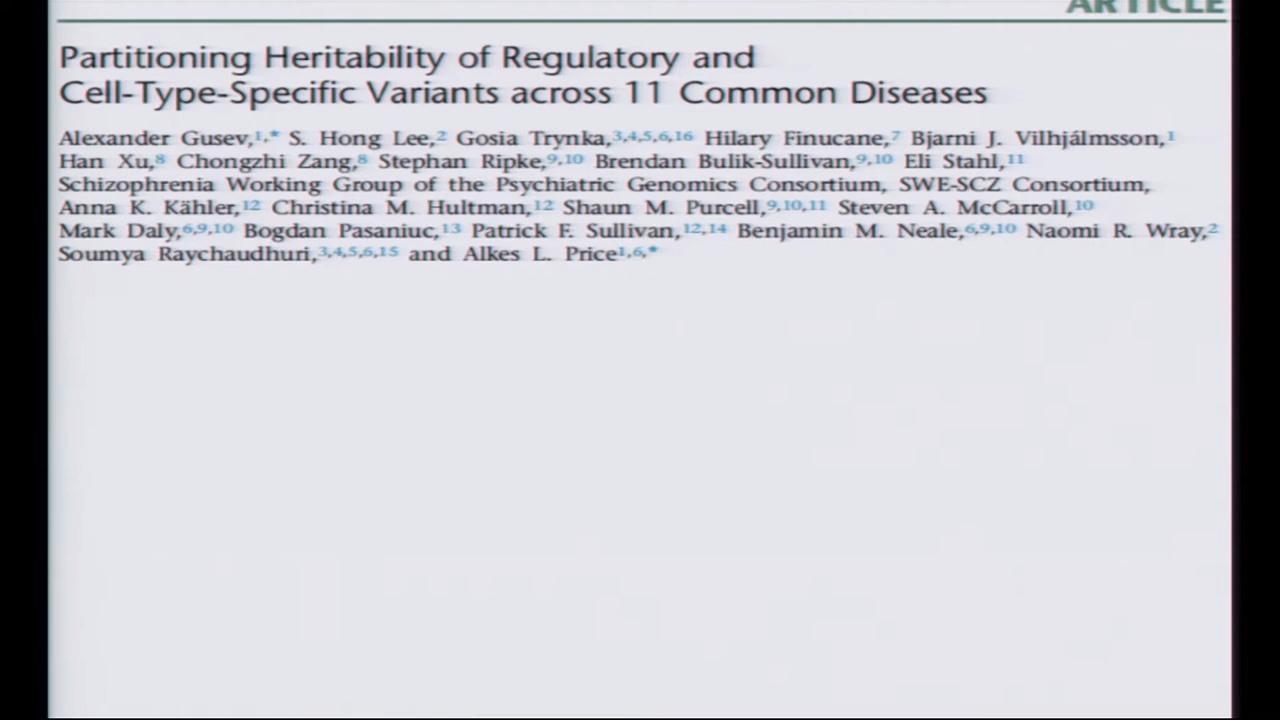 ARTICLE
Partitioning Heritability of Regulatory and
Cell-Type-Specific Variants across 11 Common Diseases
Alexander Gusev,1,* S. Hong Lee,2 Gosia Trynka,3,4,5,6,16 Hilary Finucane,7 Bjarni J. Vilhjálmsson,1
Han Xu,8 Chongzhi Zang,8 Stephan Ripke,9,10 Brendan Bulik-Sullivan,9,10 Eli Stahl,11
Schizophrenia Working Group of the Psychiatric Genomics Consortium, SWE-SCZ Consortium,
Anna K. Kähler,12 Christina M. Hultman,12 Shaun M. Purcell,9,10,11 Steven A. McCarroll,10
Mark Daly,6,9,10 Bogdan Pasaniuc,13 Patrick F. Sullivan,12,14 Benjamin M. Neale,6,9,10 Naomi R. Wray,2
Soumya Raychaudhuri,3,4,5,6,15 and Alkes L. Price1,6,*